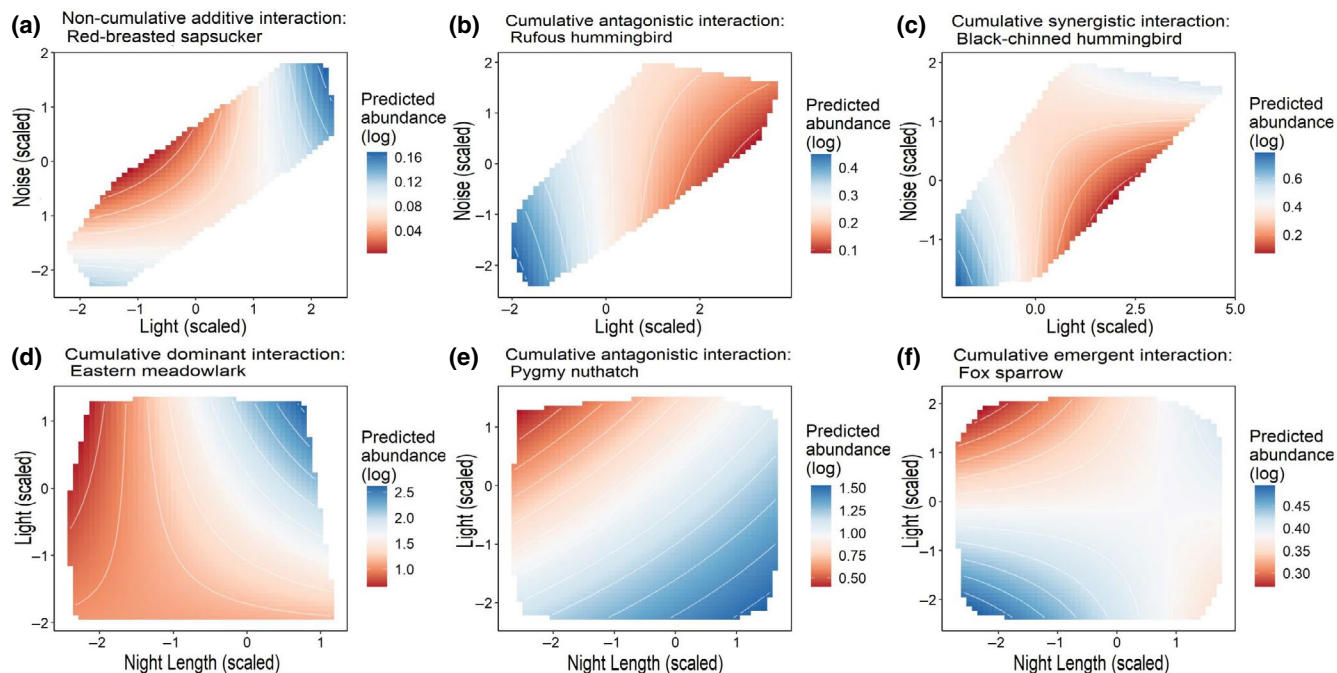 (a) Non-cumulative additive interaction:
Red-breasted sapsucker
2
1
0
1
−2
Noise (scaled)
−2
−1
0
1
2
Light (scaled)
Predicted
abundance
(log)
0.16
0.12
0.08
0.04
(b) Cumulative antagonistic interaction:
Rufous hummingbird
2
1
0
−1
−2
Noise (scaled)
−2
0
2
Light (scaled)
Predicted
abundance
(log)
0.4
0.3
0.2
0.1
(c) Cumulative synergistic interaction:
Black-chinned hummingbird
2
1
0
−1
Noise (scaled)
0.0
2.5
5.0
Light (scaled)
Predicted
abundance
(log)
0.6
0.4
0.2
(d) Cumulative dominant interaction:
Eastern meadowlark
1
0
−1
−2
Light (scaled)
−2
−1
0
1
Night Length (scaled)
Predicted
abundance
(log)
2.5
2.0
1.5
1.0
(e) Cumulative antagonistic interaction:
Pygmy nuthatch
1
0
−1
−2
Light (scaled)
−2
−1
0
1
Night Length (scaled)
Predicted
abundance
(log)
1.50
1.25
1.00
0.75
0.50
(f) Cumulative emergent interaction:
Fox sparrow
2
1
0
−1
−2
Light (scaled)
−2
−1
0
1
Night Length (scaled)
Predicted
abundance
(log)
0.45
0.40
0.35
0.30